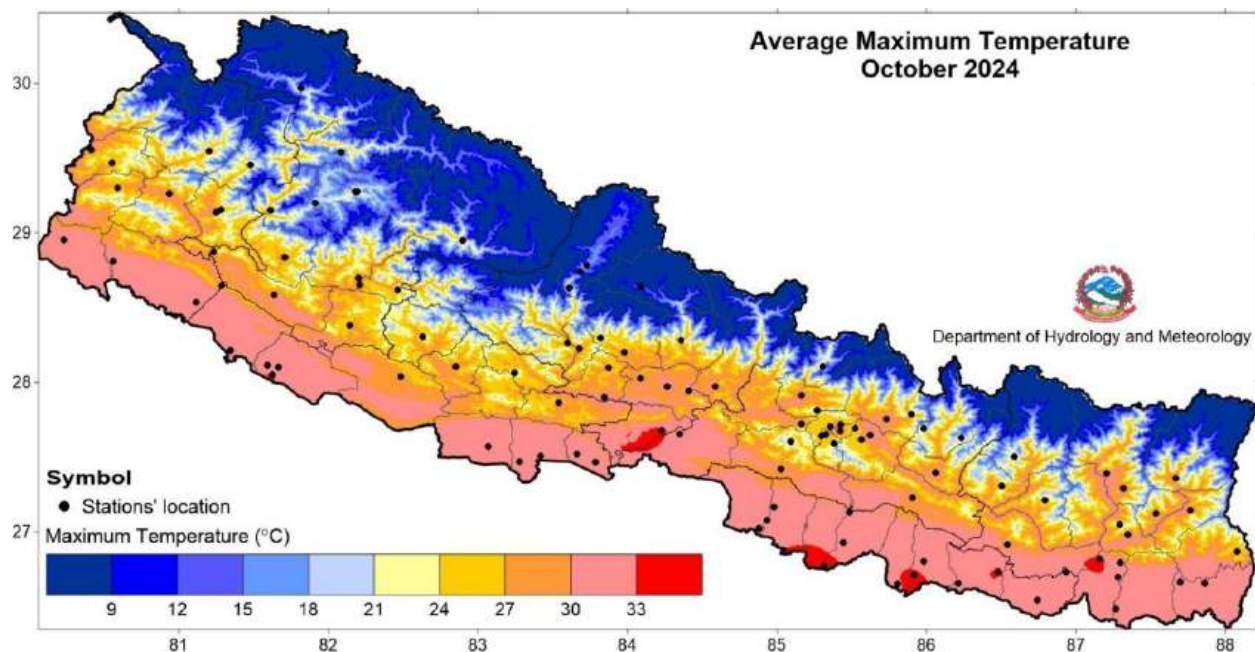 Average Maximum Temperature
October 2024
30
29
28
27
Department of Hydrology and Meteorology
Symbol
Stations' location
Maximum Temperature (°C)
9 12 15 18 21 24 27 30 33
81 82 83 84 85 86 87 88